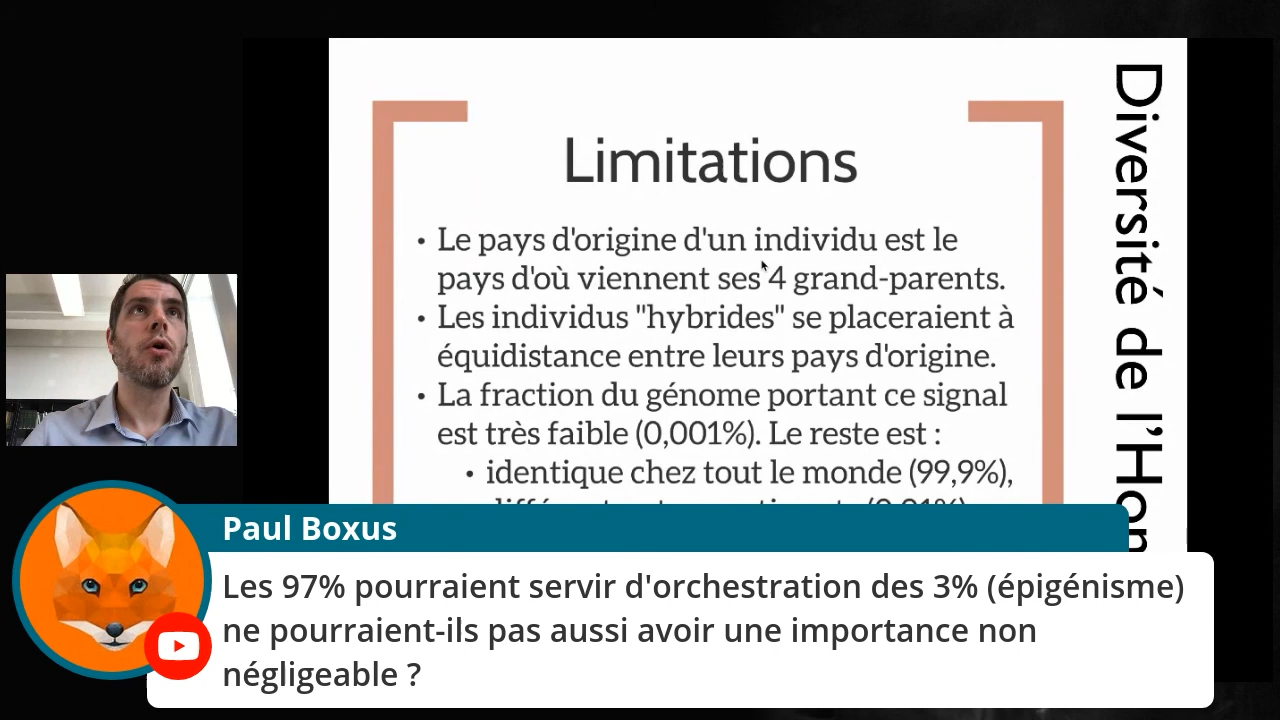 Limitations
• Le pays d'origine d'un individu est le
pays d'où viennent ses 4 grand-parents.
• Les individus "hybrides" se placeraient à
équidistance entre leurs pays d'origine.
• La fraction du génome portant ce signal
est très faible (0,001%). Le reste est :
• identique chez tout le monde (99,9%),
Diversité de l'Hom
Paul Boxus
Les 97% pourraient servir d'orchestration des 3% (épigénisme)
ne pourraient-ils pas aussi avoir une importance non
négligeable ?